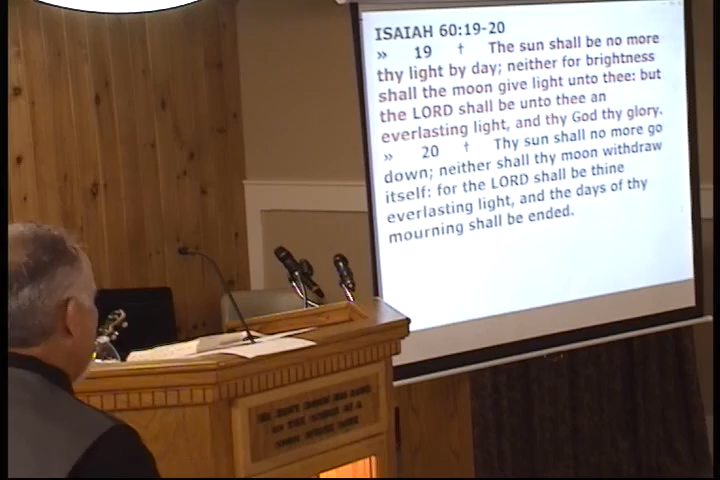 ISAIAH 60:19-20
» 19 † The sun shall be no more
thy light by day; neither for brightness
shall the moon give light unto thee: but
the LORD shall be unto thee an
everlasting light, and thy God thy glory.
» 20 † Thy sun shall no more go
down; neither shall thy moon withdraw
itself: for the LORD shall be thine
everlasting light, and the days of thy
mourning shall be ended.